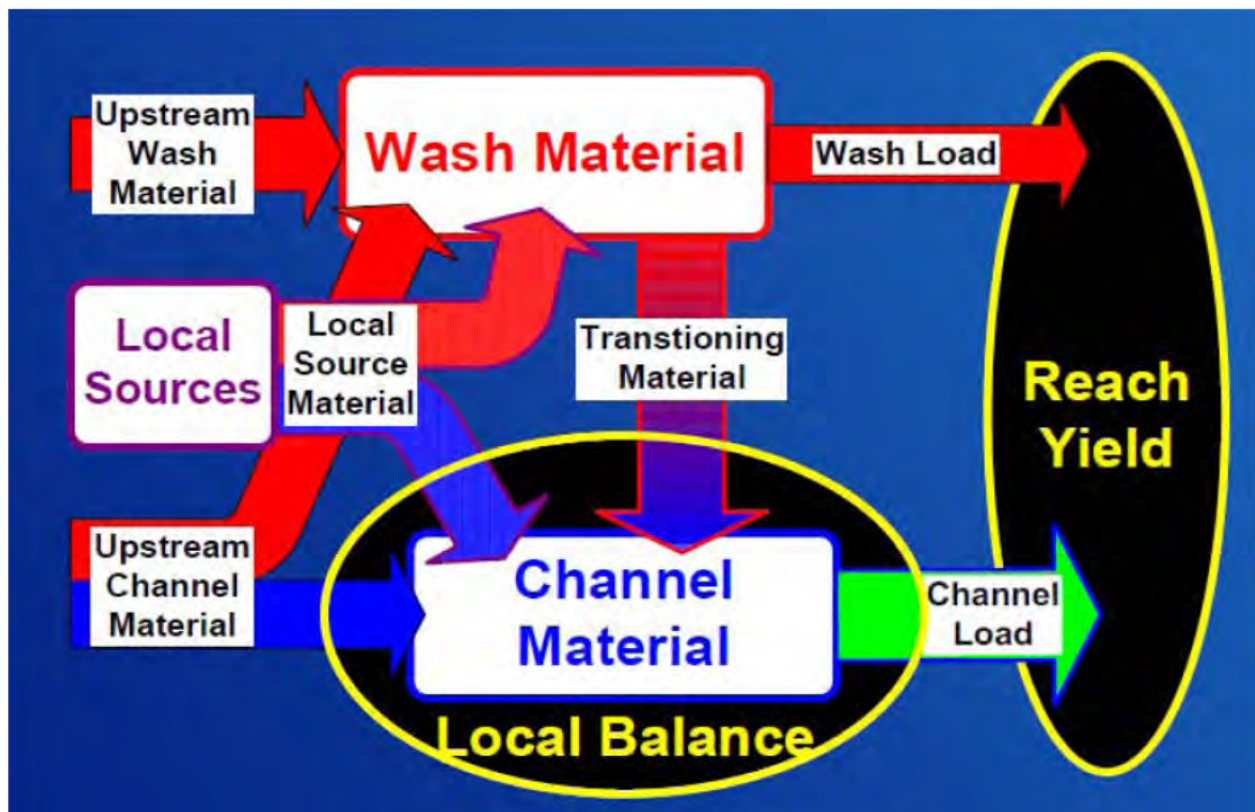 Upstream
Wash
Material
Wash Material
Wash Load
Local
Sources
Local
Source
Material
Transtioning
Material
Reach
Yield
Upstream
Channel
Material
Channel
Material
Channel
Load
Local Balance